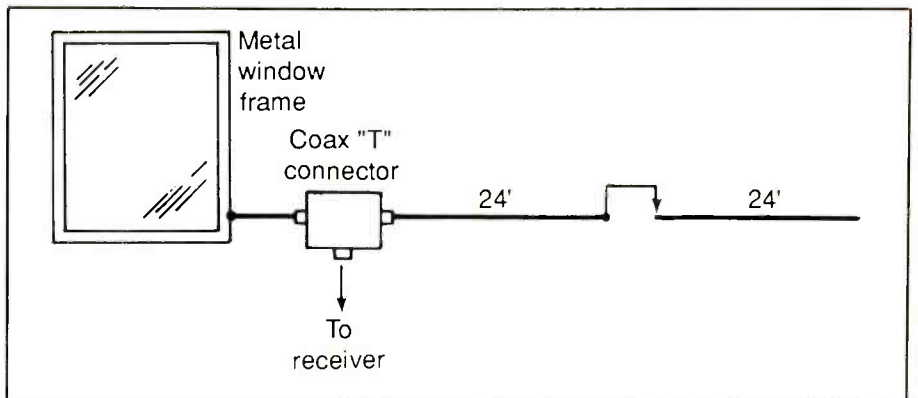 Metal
window
frame
Coax "T"
connector
24'
24'
To
receiver